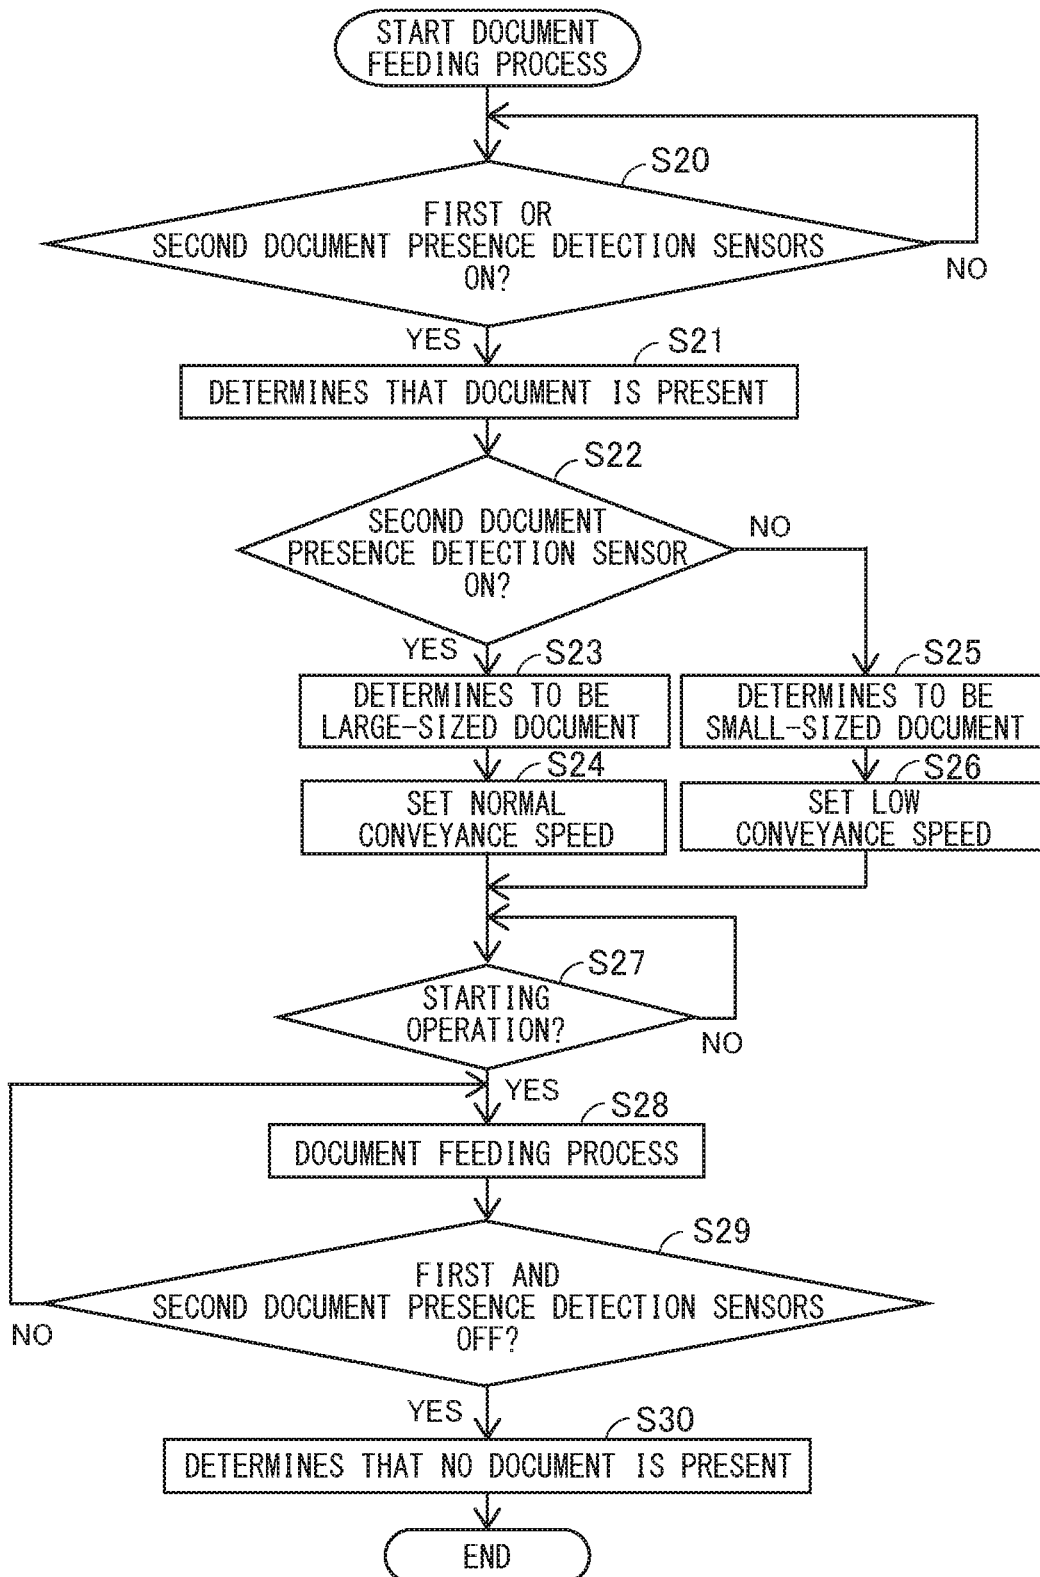 START DOCUMENT
FEEDING PROCESS
S20
FIRST OR
SECOND DOCUMENT PRESENCE DETECTION SENSORS
ON?
NO
YES
S21
DETERMINES THAT DOCUMENT IS PRESENT
S22
SECOND DOCUMENT
PRESENCE DETECTION SENSOR
ON?
NO
YES
S23
DETERMINES TO BE
LARGE-SIZED DOCUMENT
S25
DETERMINES TO BE
SMALL-SIZED DOCUMENT
S24
SET NORMAL
CONVEYANCE SPEED
S26
SET LOW
CONVEYANCE SPEED
S27
STARTING
OPERATION?
NO
YES
S28
DOCUMENT FEEDING PROCESS
S29
FIRST AND
SECOND DOCUMENT PRESENCE DETECTION SENSORS
OFF?
NO
YES
S30
DETERMINES THAT NO DOCUMENT IS PRESENT
END